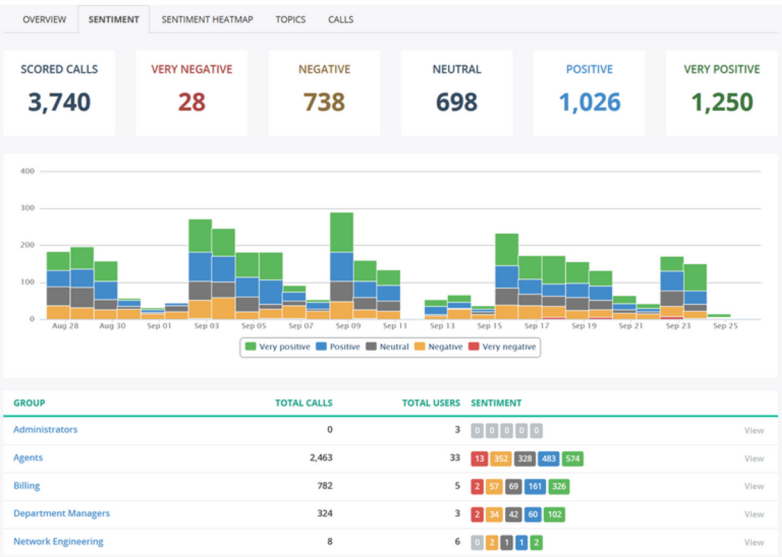 OVERVIEW SENTIMENT SENTIMENT HEATMAP TOPICS CALLS
SCORED CALLS VERY NEGATIVE NEGATIVE NEUTRAL POSITIVE VERY POSITIVE
3,740 28 738 698 1,026 1,250
400
300
200
100
0
Aug 28 Aug 30 Sep 01 Sep 03 Sep 05 Sep 07 Sep 09 Sep 11 Sep 13 Sep 15 Sep 17 Sep 19 Sep 21 Sep 23 Sep 25
Very positive Positive Neutral Negative Very negative
GROUP TOTAL CALLS TOTAL USERS SENTIMENT
Administrators 0 3 0 0 0 0 0 View
Agents 2,463 33 13 352 328 483 574 View
Billing 782 5 2 57 69 161 326 View
Department Managers 324 3 2 34 42 60 102 View
Network Engineering 8 6 0 2 1 1 2 View